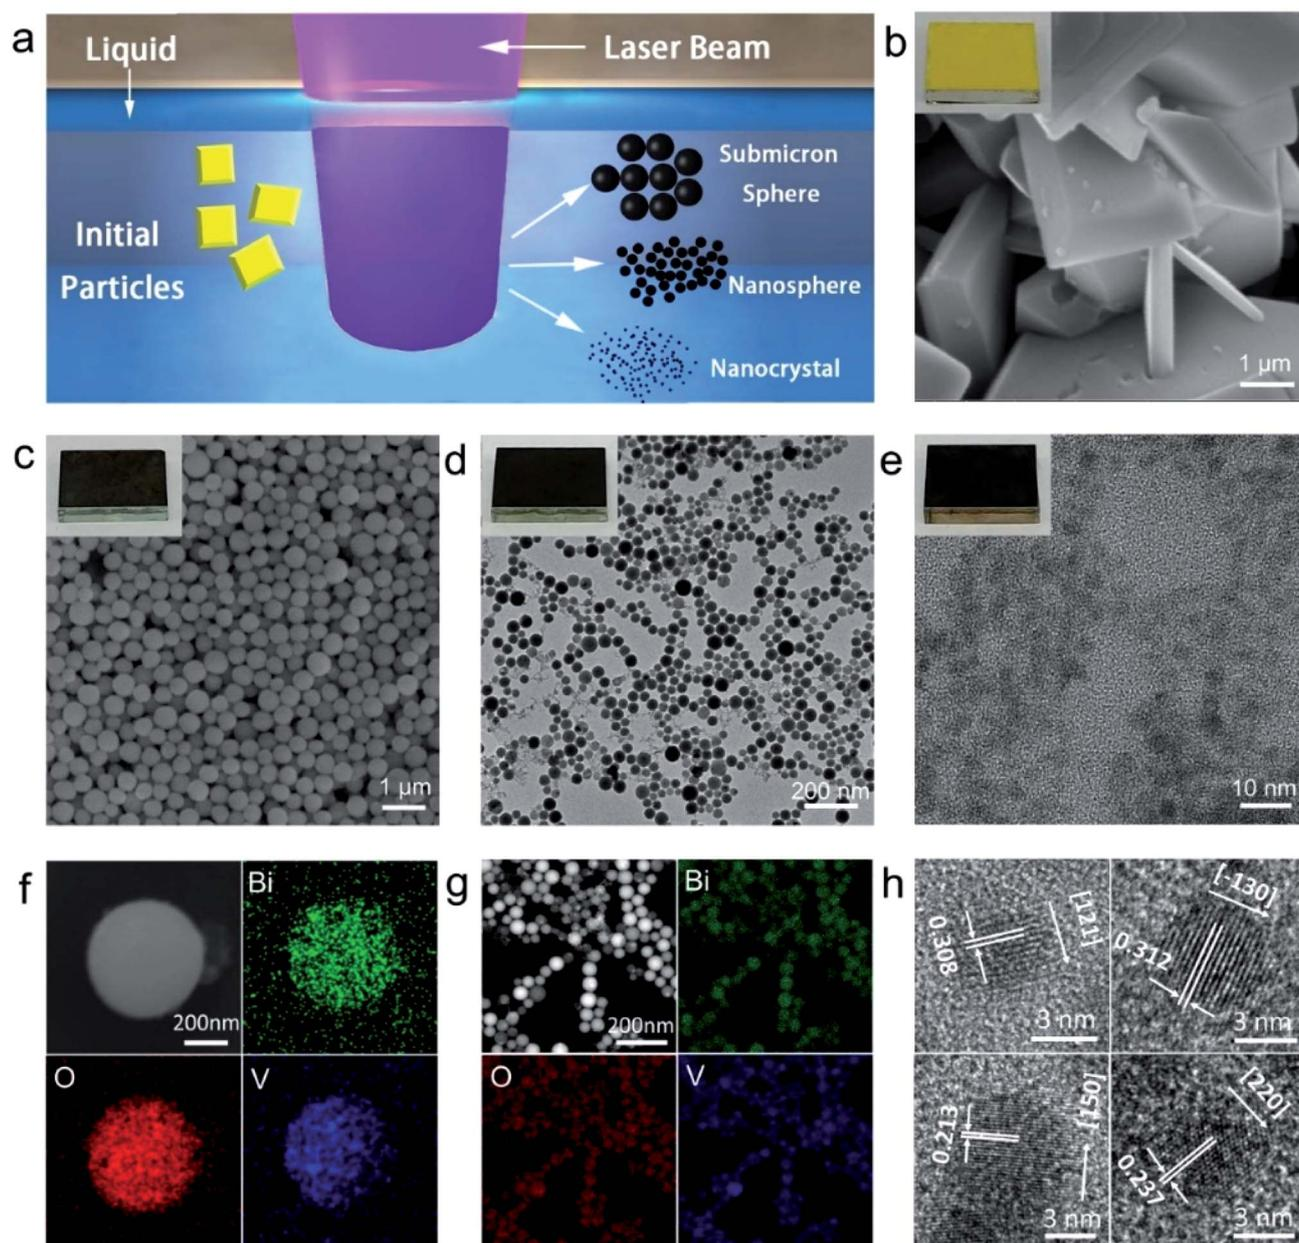 a
Liquid
Laser Beam
Initial
Particles
Submicron
Sphere
Nanosphere
Nanocrystal
b
1 µm
c
1 µm
d
200 nm
e
10 nm
f
200nm
Bi
O
V
g
200nm
Bi
O
V
h
0.308
[121]
3 nm
[-130]
0.312
3 nm
0.213
[150]
3 nm
[220]
0.237
3 nm